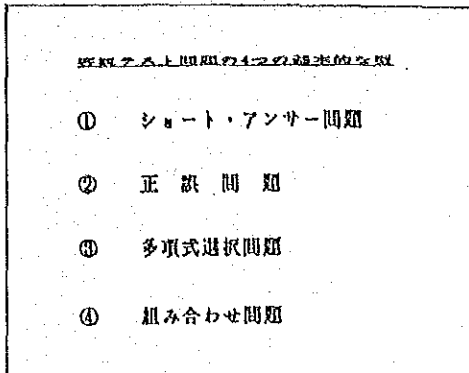 テスト問題の4つの基本的な型
① ショート・アンサー問題
② 正 誤 問 題
③ 多項式選択問題
④ 組み合わせ問題